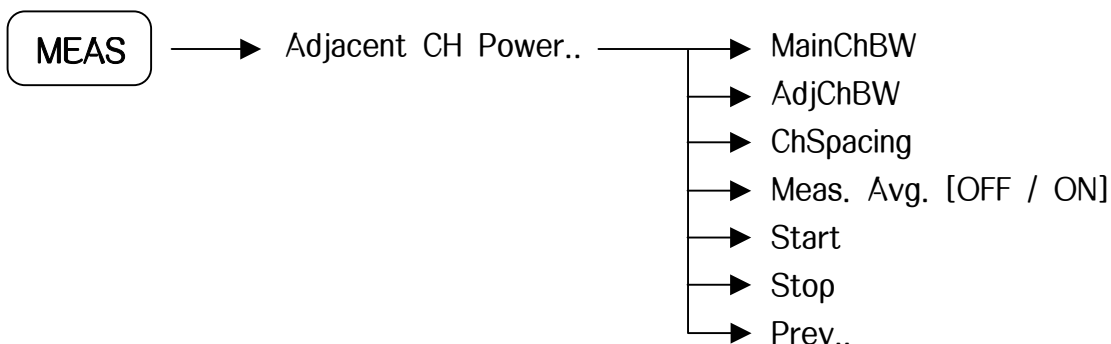 MEAS
Adjacent CH Power..
MainChBW
AdjChBW
ChSpacing
Meas. Avg. [OFF / ON]
Start
Stop
Prev..